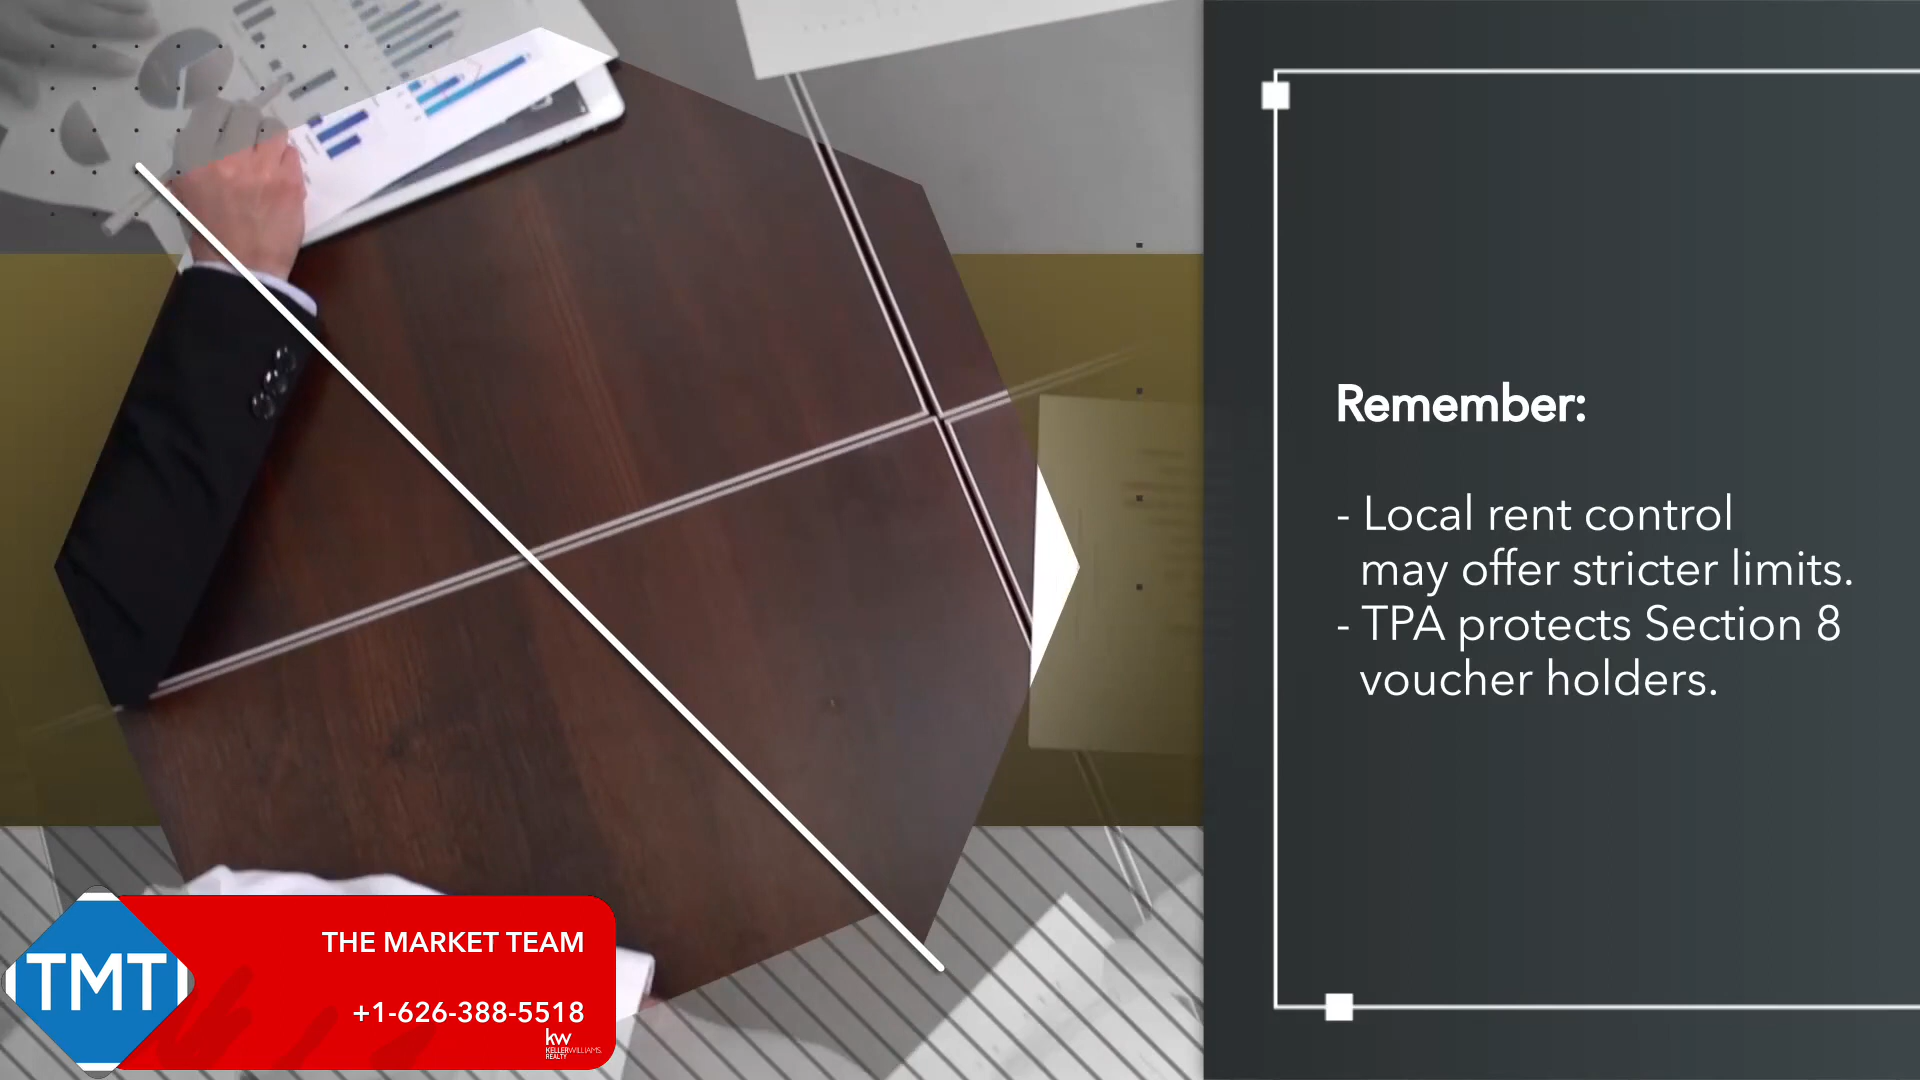 Remember:
- Local rent control
may offer stricter limits.
- TPA protects Section 8
voucher holders.
TMT
THE MARKET TEAM
+1-626-388-5518
kw
KELLERWILLIAMS.
REALTY